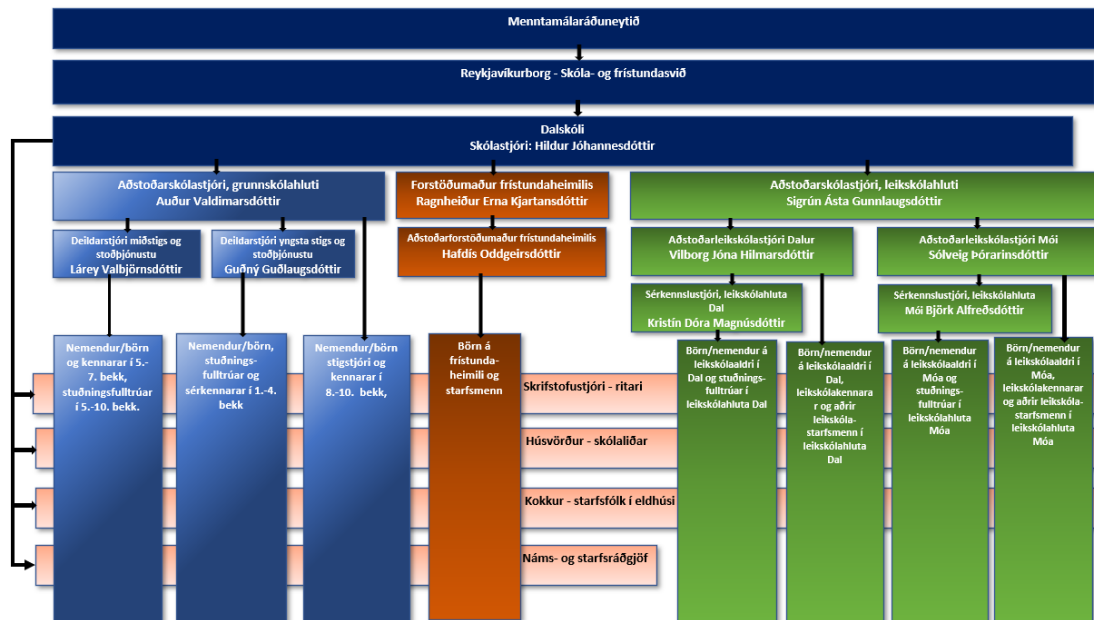 Menntamálaráðuneytið
Reykjavíkurborg - Skóla- og frístundasvið
Dalskóli
Skólastjóri: Hildur Jóhannesdóttir
Aðstoðarskólastjóri, grunnskólahluti
Auður Valdimarsdóttir
Forstöðumaður frístundaheimilis
Ragnheiður Erna Kjartansdóttir
Aðstoðarskólastjóri, leikskólahluti
Sigrún Ásta Gunnlaugsdóttir
Deildarstjóri miðstigs og
stoðþjónustu
Lárey Valbjörnsdóttir
Deildarstjóri yngsta stigs og
stoðþjónustu
Guðný Guðlaugsdóttir
Aðstoðarforstöðumaður frístundaheimilis
Hafdís Oddgeirsdóttir
Aðstoðarleikskólastjóri Dalur
Vilborg Jóna Hilmarsdóttir
Aðstoðarleikskólastjóri Mói
Sólveig Þórarinsdóttir
Sérkennslustjóri, leikskólahluta
Dal
Kristín Dóra Magnúsdóttir
Sérkennslustjóri, leikskólahluta
Mói Björk Alfreðsdóttir
Nemendur/börn
og kennarar í 5.-
7. bekk,
stuðningsfulltrúar
í 5.-10. bekk.
Nemendur/börn,
stuðnings-
fulltrúar og
sérkennarar í 1.-4.
bekk
Nemendur/börn
stigstjóri og
kennarar í
8.-10. bekk,
Börn á
frístunda-
heimili og
starfsmenn
Börn/nemendur á
leikskólaaldri í
Dal og stuðnings-
fulltrúar í
leikskólahluta Dal
Börn/nemendur
á leikskólaaldri í
Dal,
leikskólakennara
r og aðrir
leikskóla-
starfsmenn í
leikskólahluta
Dal
Börn/nemendur
á leikskólaaldri í
Móa og
stuðnings-
fulltrúar í
leikskólahluta
Móa
Börn/nemendur
á leikskólaaldri í
Móa,
leikskólakennarar
og aðrir leikskóla-
starfsmenn í
leikskólahluta
Móa
Skrifstofustjóri - ritari
Húsvörður - skólaliðar
Kokkur - starfsfólk í eldhúsi
Náms- og starfsráðgjöf